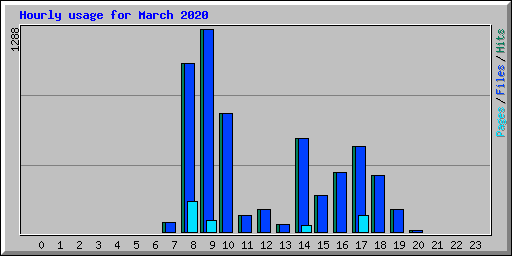 Hourly usage for March 2020
1288
Pages/Files/Hits
0 1 2 3 4 5 6 7 8 9 10 11 12 13 14 15 16 17 18 19 20 21 22 23